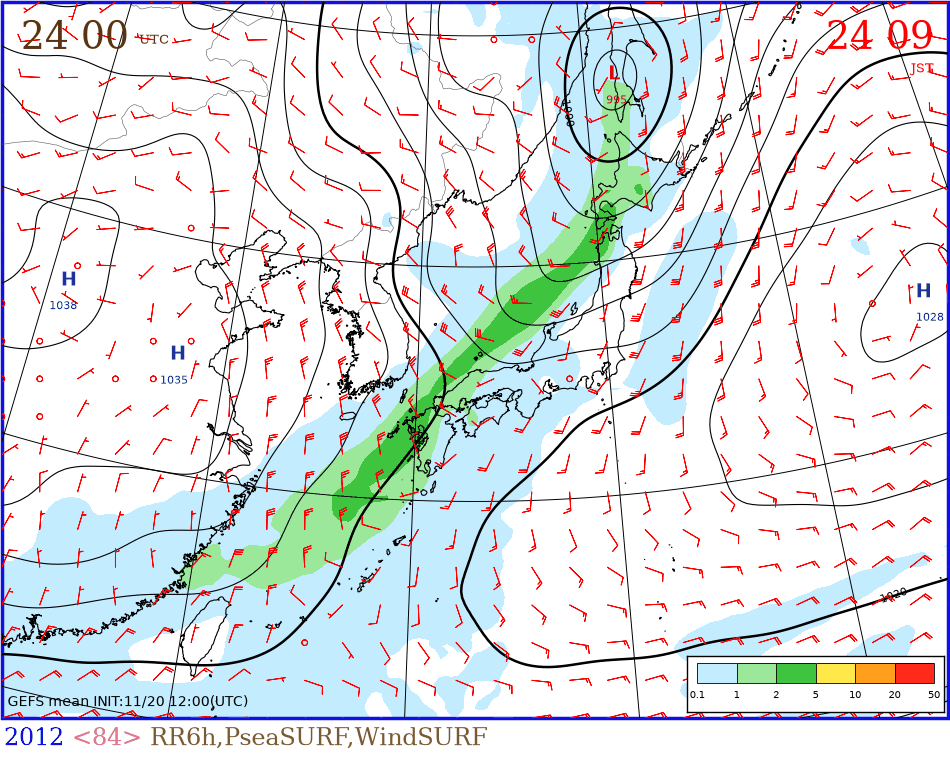 24 00 UTC
24 09
JST
L
995
1000
H
1038
H
1035
H
1028
1020
0.1 1 2 5 10 20 50
GEFS mean INIT:11/20 12:00(UTC)
2012 <84> RR6h,PseaSURF,WindSURF